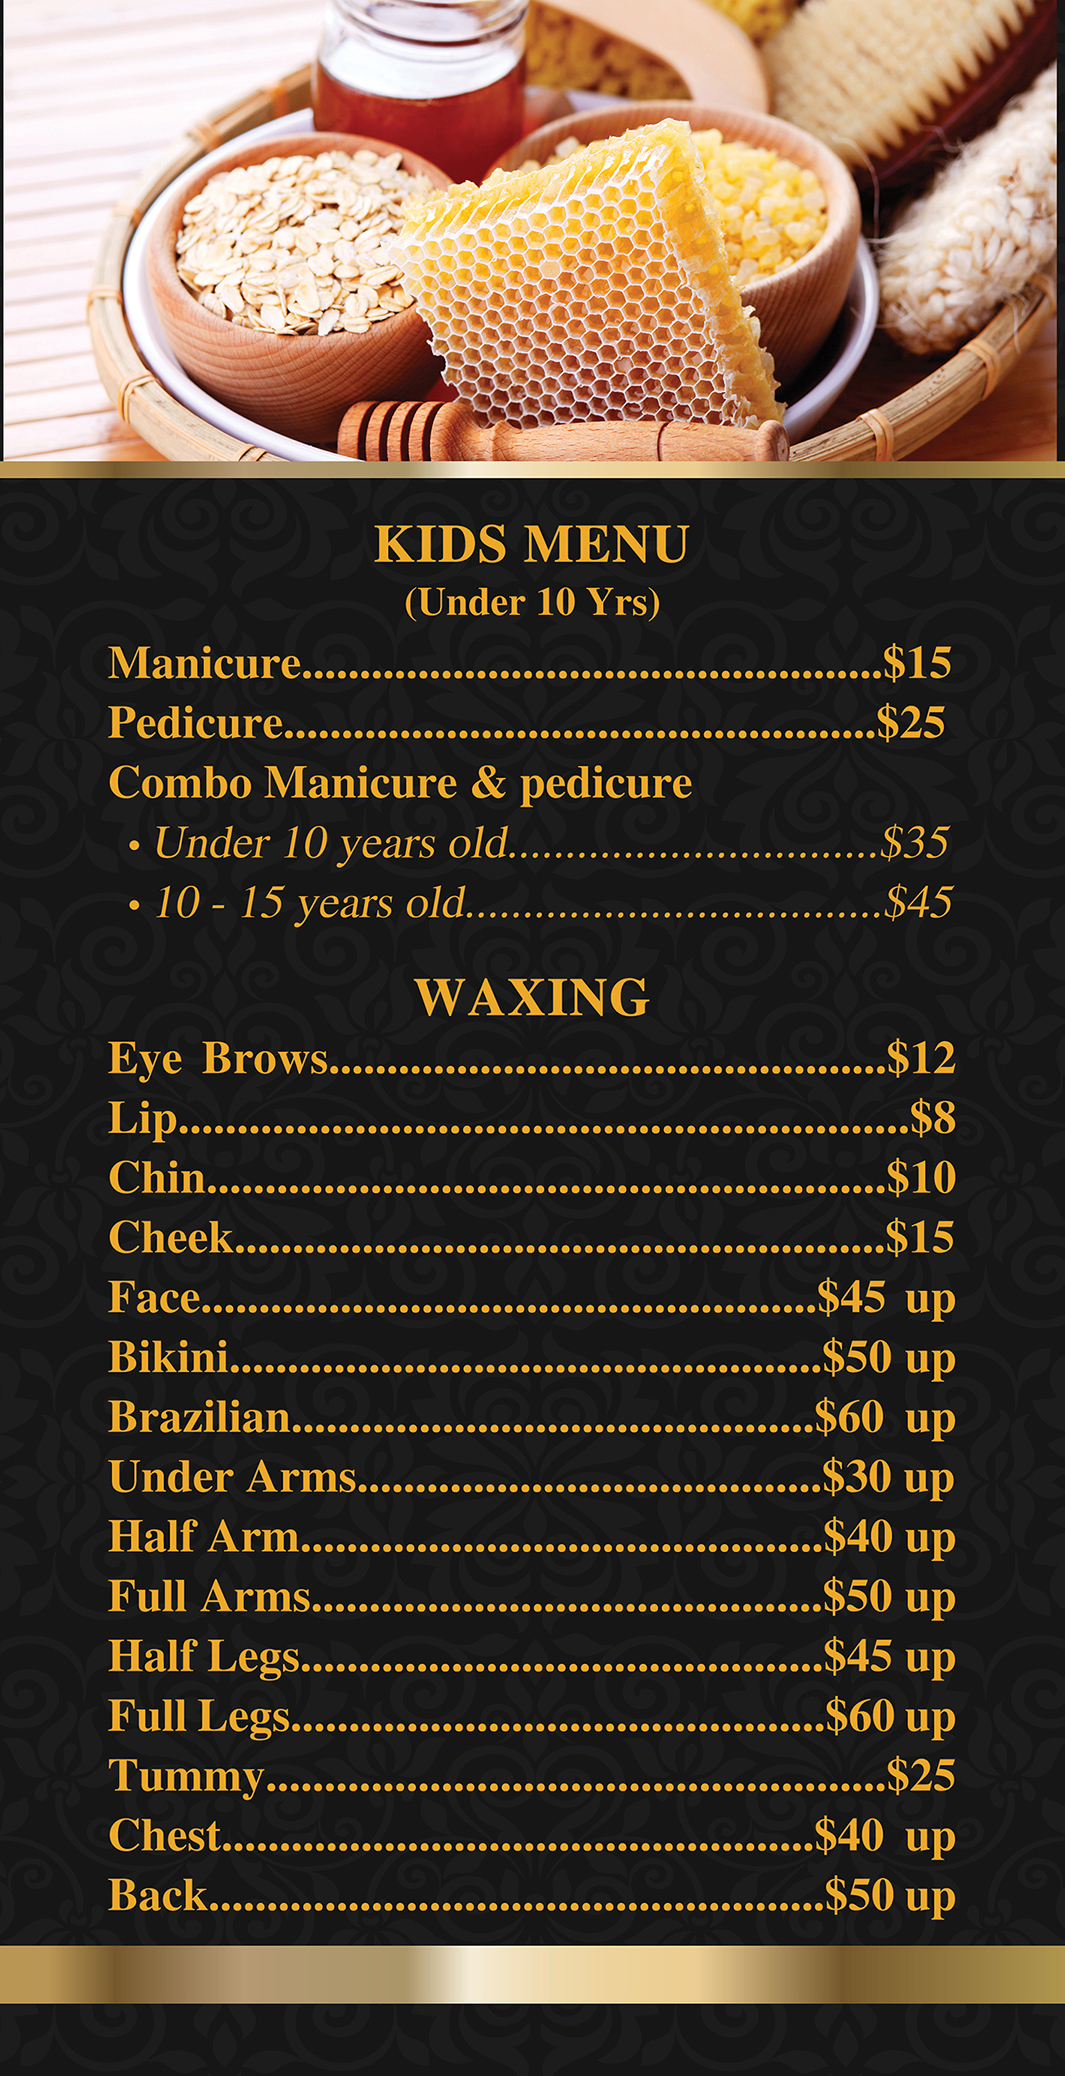 KIDS MENU
(Under 10 Yrs)
Manicure..................................................$15
Pedicure...................................................$25
Combo Manicure & pedicure
• Under 10 years old................................$35
• 10 - 15 years old....................................$45
WAXING
Eye Brows................................................$12
Lip...............................................................$8
Chin..........................................................$10
Cheek........................................................$15
Face.....................................................$45 up
Bikini...................................................$50 up
Brazilian.............................................$60 up
Under Arms........................................$30 up
Half Arm.............................................$40 up
Full Arms............................................$50 up
Half Legs.............................................$45 up
Full Legs..............................................$60 up
Tummy.....................................................$25
Chest...................................................$40 up
Back.....................................................$50 up